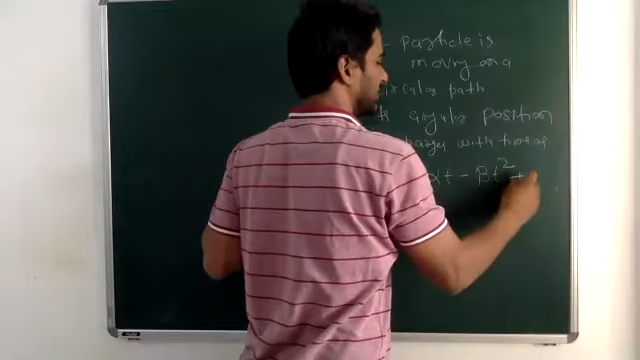 particle is
moving on a
circular path
angular position
with time as
αt - βt² +